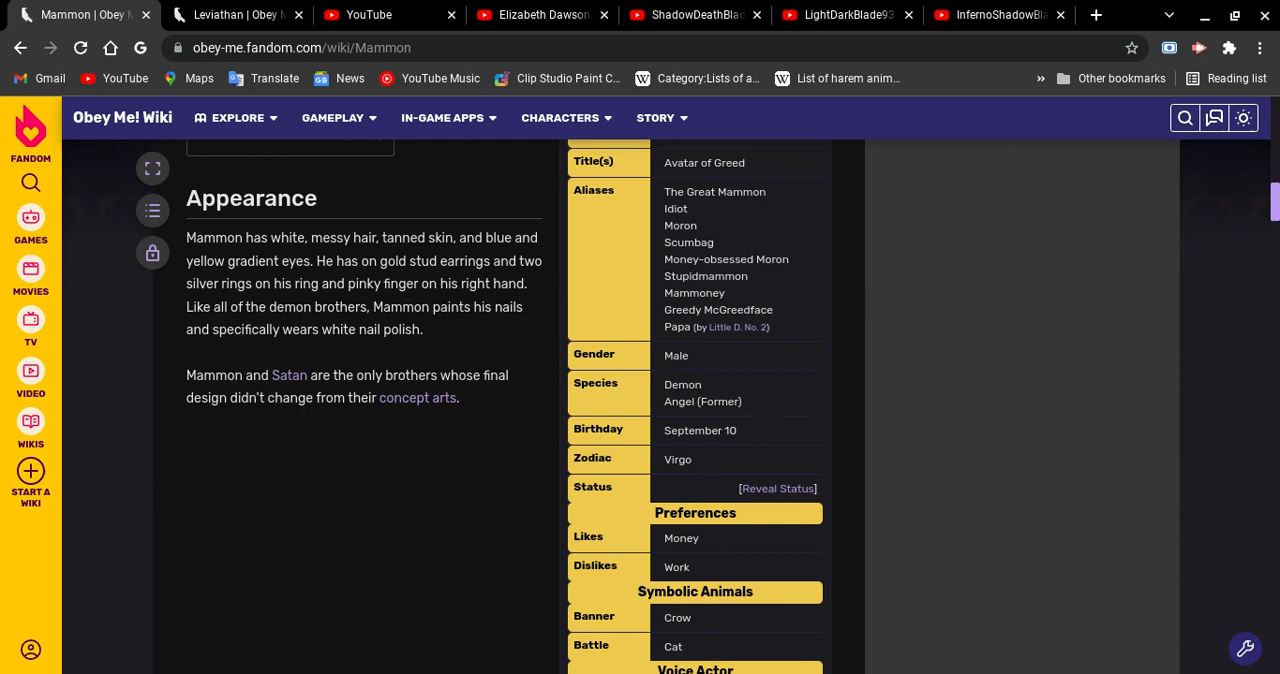 Mammon | Obey M
Leviathan | Obey M
YouTube
Elizabeth Dawson
ShadowDeathBlad
LightDarkBlade93
InfernoShadowBla
obey-me.fandom.com/wiki/Mammon
Gmail
YouTube
Maps
Translate
News
YouTube Music
Clip Studio Paint C...
Category:Lists of a...
List of harem anim...
»
Other bookmarks
Reading list
Obey Me! Wiki
EXPLORE
GAMEPLAY
IN-GAME APPS
CHARACTERS
STORY
FANDOM
GAMES
MOVIES
TV
VIDEO
WIKIS
START A
WIKI
Appearance
Mammon has white, messy hair, tanned skin, and blue and
yellow gradient eyes. He has on gold stud earrings and two
silver rings on his ring and pinky finger on his right hand.
Like all of the demon brothers, Mammon paints his nails
and specifically wears white nail polish.
Mammon and Satan are the only brothers whose final
design didn't change from their concept arts.
Title(s) Avatar of Greed
Aliases The Great Mammon
Idiot
Moron
Scumbag
Money-obsessed Moron
Stupidmammon
Mammoney
Greedy McGreedface
Papa (by Little D. No. 2)
Gender Male
Species Demon
Angel (Former)
Birthday September 10
Zodiac Virgo
Status [Reveal Status]
Preferences
Likes Money
Dislikes Work
Symbolic Animals
Banner Crow
Battle Cat
Voice Actor